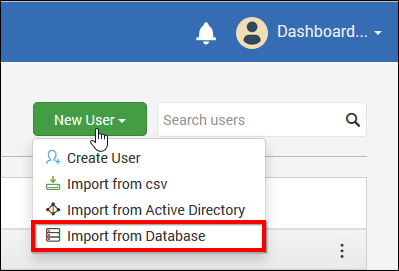 Dashboard...
New User
Search users
Create User
Import from csv
Import from Active Directory
Import from Database